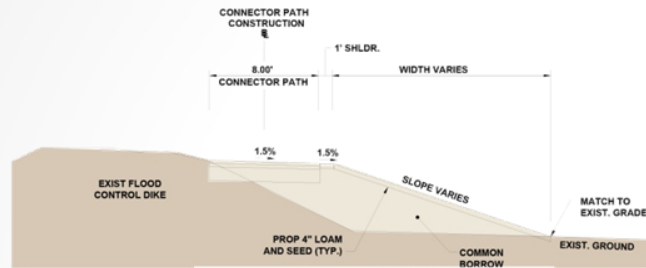 CONNECTOR PATH
CONSTRUCTION
1' SHLDR.
8.00'
CONNECTOR PATH
WIDTH VARIES
1.5%
1.5%
EXIST FLOOD
CONTROL DIKE
SLOPE VARIES
MATCH TO
EXIST. GRADE
PROP 4" LOAM
AND SEED (TYP.)
COMMON
BORROW
EXIST. GROUND